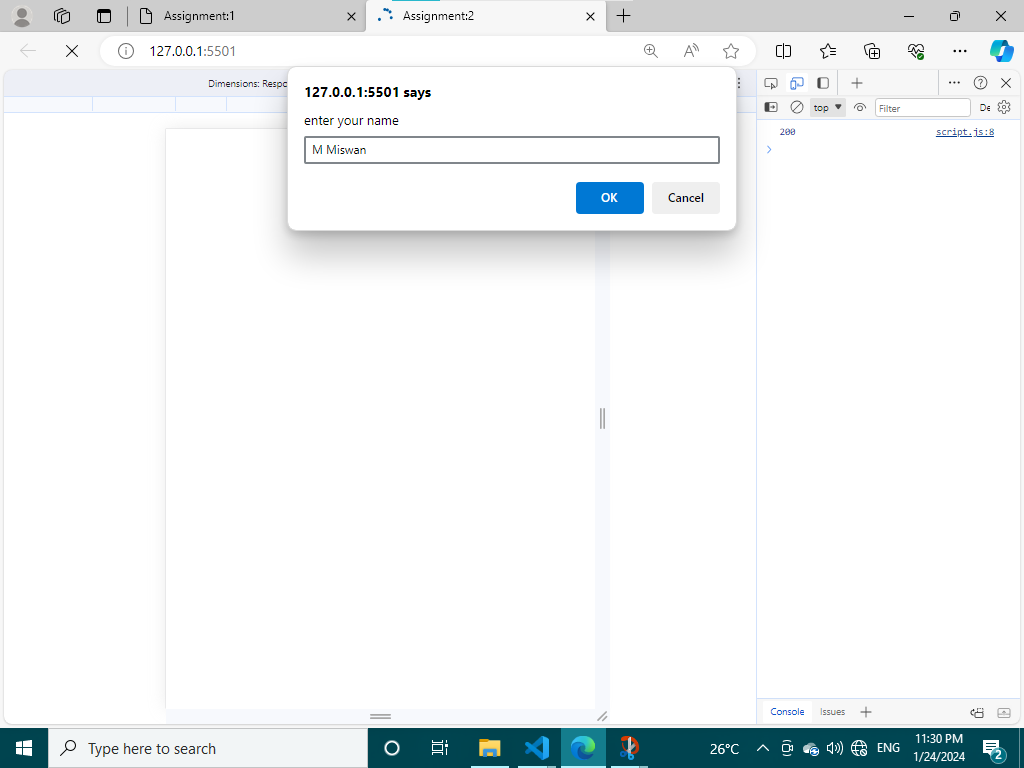 Assignment:1
Assignment:2
127.0.0.1:5501
Dimensions: Respo
127.0.0.1:5501 says
enter your name
M Miswan
OK
Cancel
top
Filter
De
200
script.js:8
Console
Issues
Type here to search
26°C
ENG
11:30 PM
1/24/2024
2